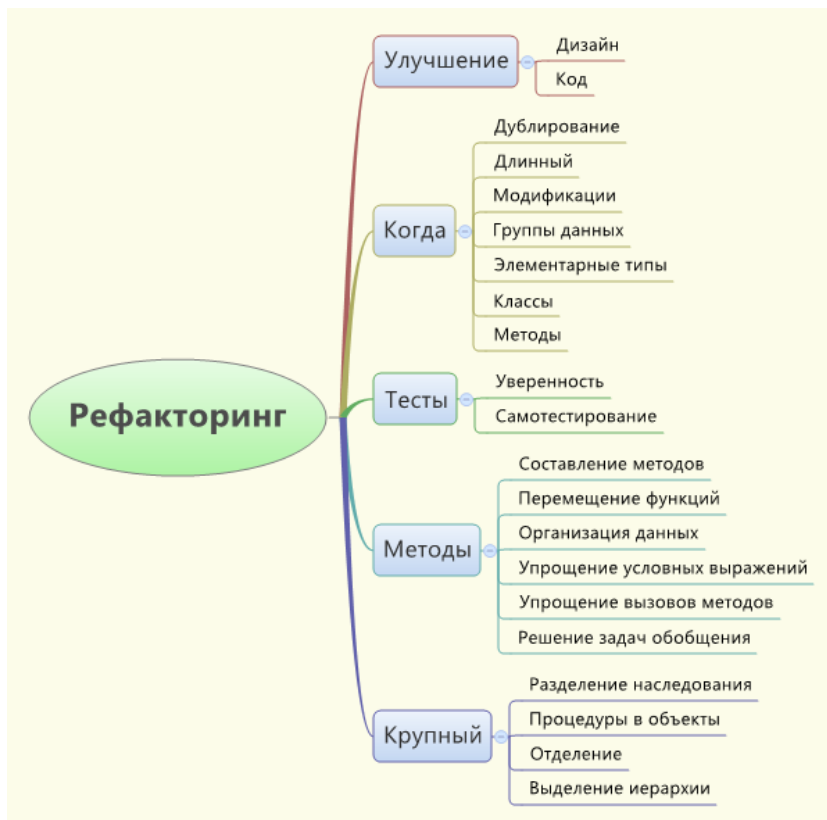 Рефакторинг
Улучшение
Дизайн
Код
Когда
Дублирование
Длинный
Модификации
Группы данных
Элементарные типы
Классы
Методы
Тесты
Уверенность
Самотестирование
Методы
Составление методов
Перемещение функций
Организация данных
Упрощение условных выражений
Упрощение вызовов методов
Решение задач обобщения
Крупный
Разделение наследования
Процедуры в объекты
Отделение
Выделение иерархии